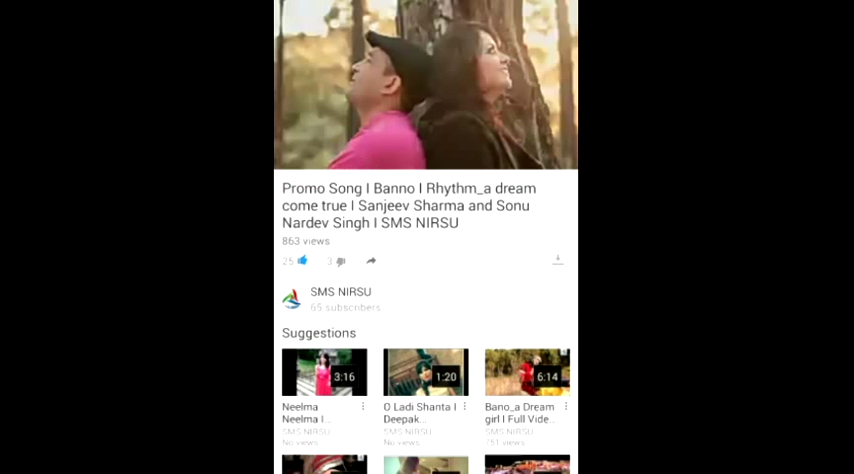 Promo Song I Banno I Rhythm_a dream
come true I Sanjeev Sharma and Sonu
Nardev Singh I SMS NIRSU
863 views
25 3
SMS NIRSU
65 subscribers
Suggestions
3:16 1:20 6:14
Neelma
Neelma I...
SMS NIRSU
No views
O Ladi Shanta I
Deepak...
SMS NIRSU
No views
Bano_a Dream
girl I Full Vide...
SMS NIRSU
751 views